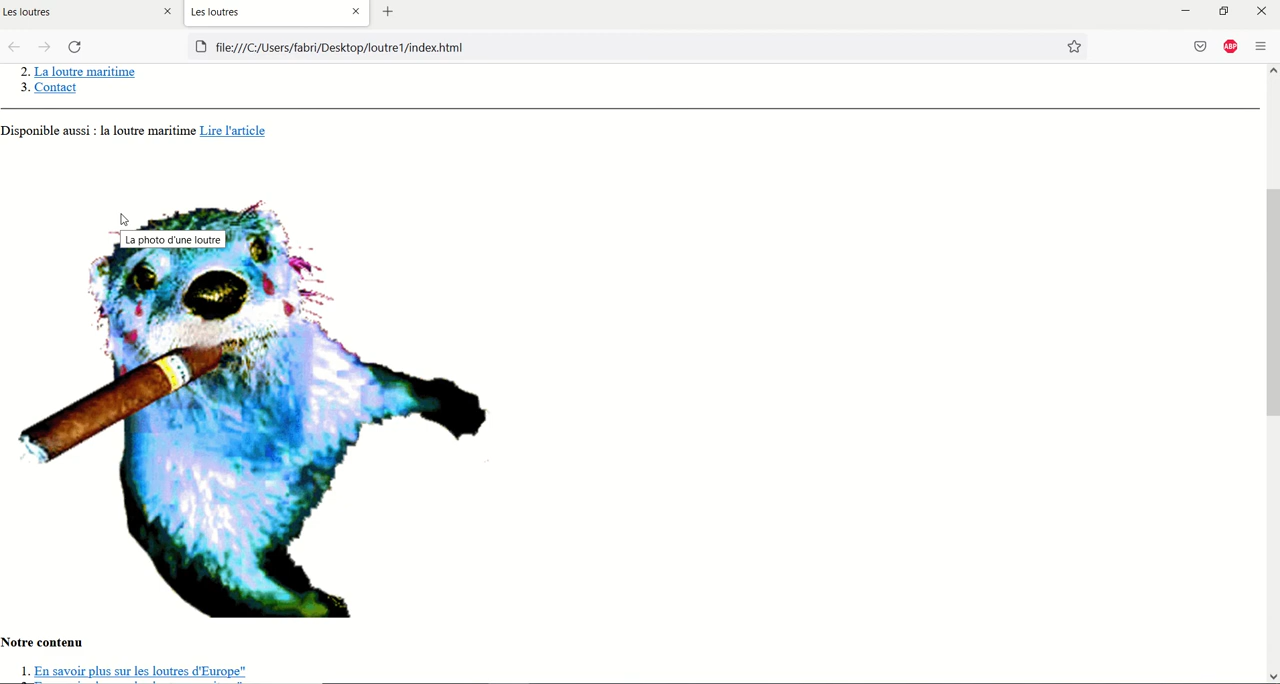 Les loutres
Les loutres
file:///C:/Users/fabri/Desktop/loutre1/index.html
ABP
2. La loutre maritime
3. Contact
Disponible aussi : la loutre maritime Lire l'article
La photo d'une loutre
Notre contenu
1. En savoir plus sur les loutres d'Europe"